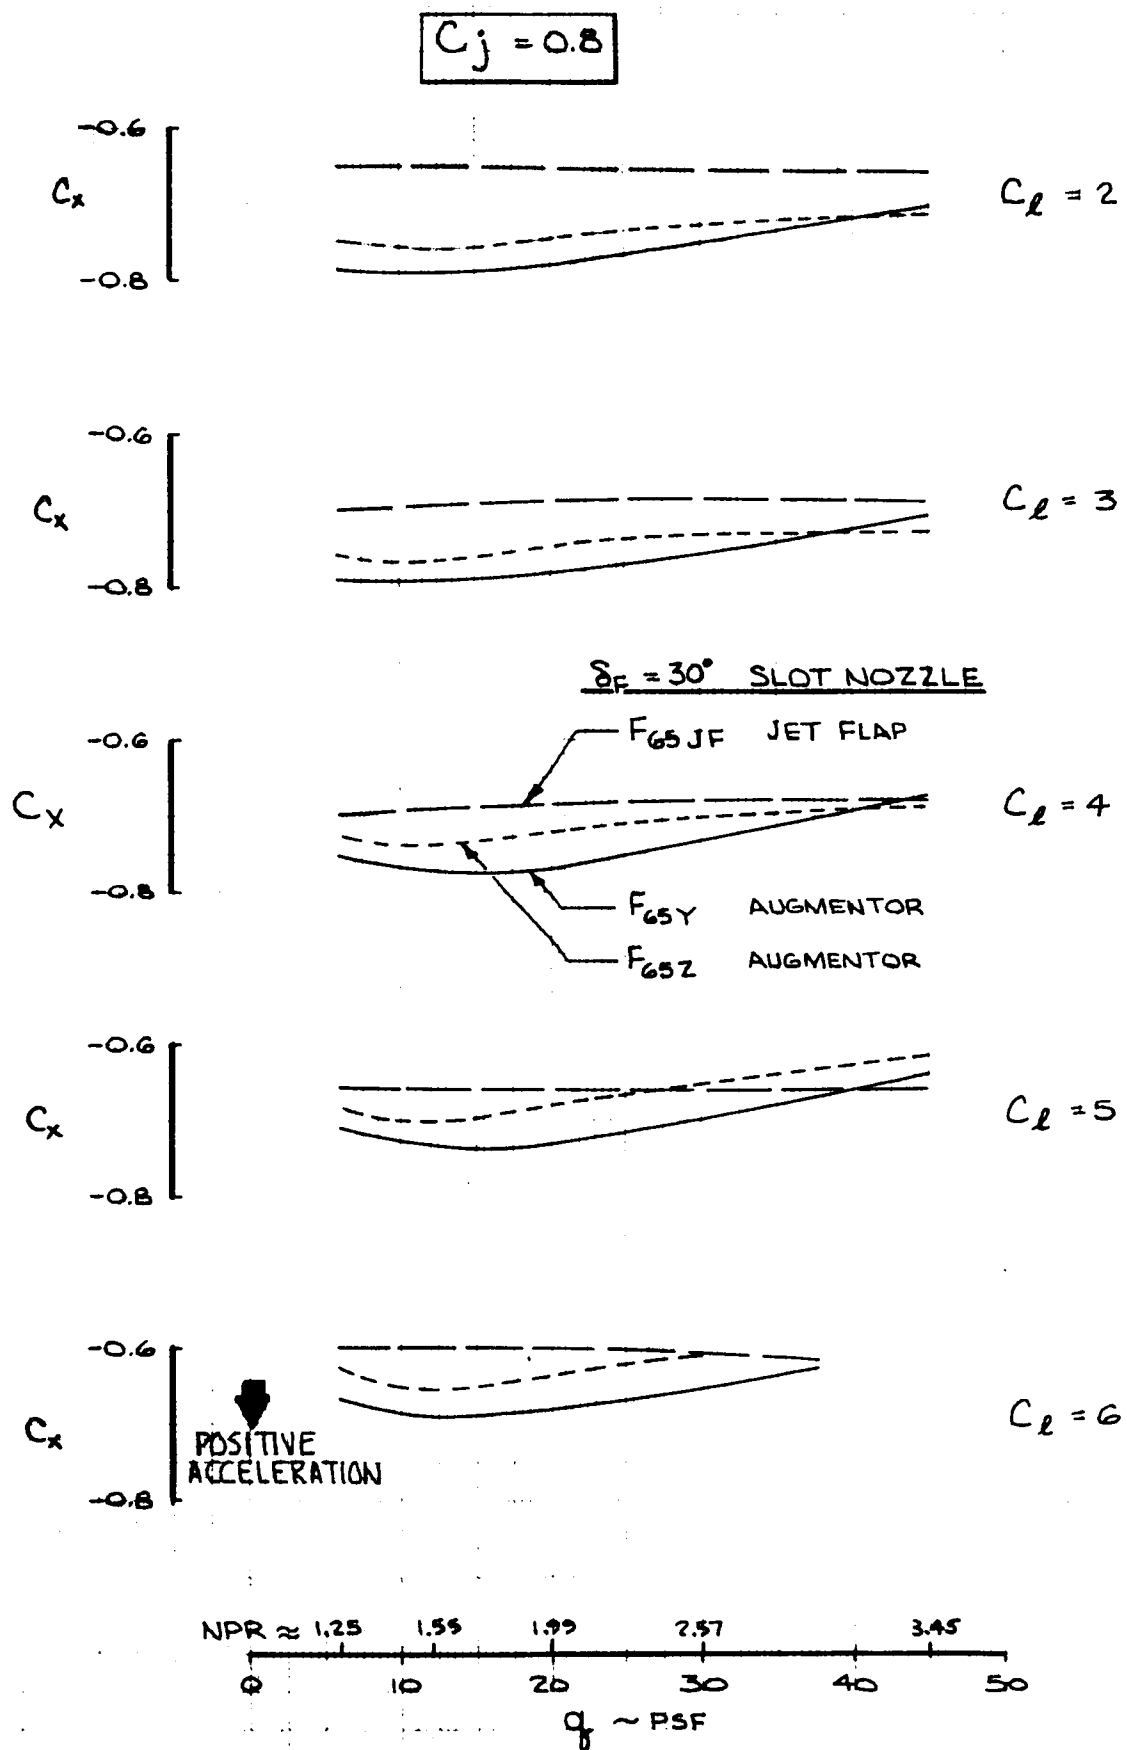 Cj = 0.8
-0.6
Cx
-0.8
Cℓ = 2
-0.6
Cx
-0.8
Cℓ = 3
δF = 30° SLOT NOZZLE
F65JF JET FLAP
-0.6
Cx
-0.8
Cℓ = 4
F65Y AUGMENTOR
F65Z AUGMENTOR
-0.6
Cx
-0.8
Cℓ = 5
-0.6
Cx
-0.8
Cℓ = 6
POSITIVE
ACCELERATION
NPR ≈ 1.25 1.55 1.99 2.57 3.45
0 10 20 30 40 50
q ~ PSF